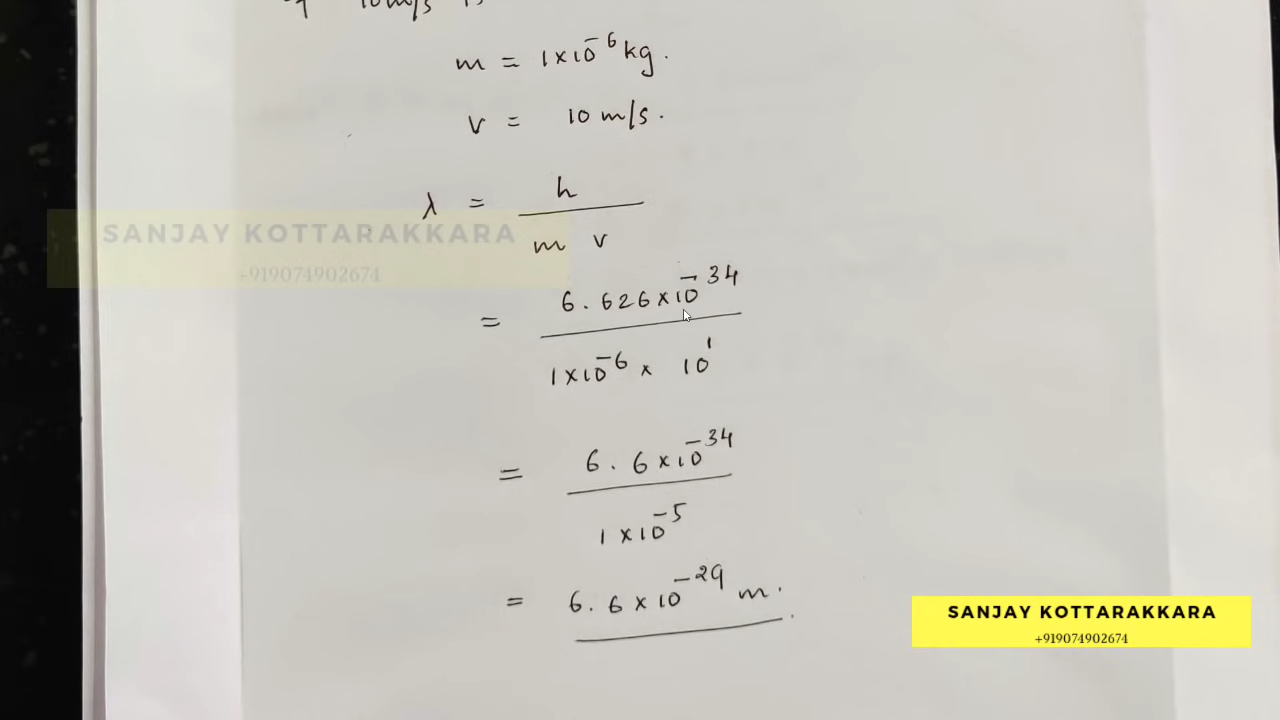 10 m/s
m = 1×10⁻⁶ kg.
v = 10 m/s.
λ = h / m v
SANJAY KOTTARAKKARA
+919074902674
= 6.626×10⁻³⁴ / 1×10⁻⁶ × 10¹
= 6.6×10⁻³⁴ / 1×10⁻⁵
= 6.6×10⁻²⁹ m.
SANJAY KOTTARAKKARA
+919074902674